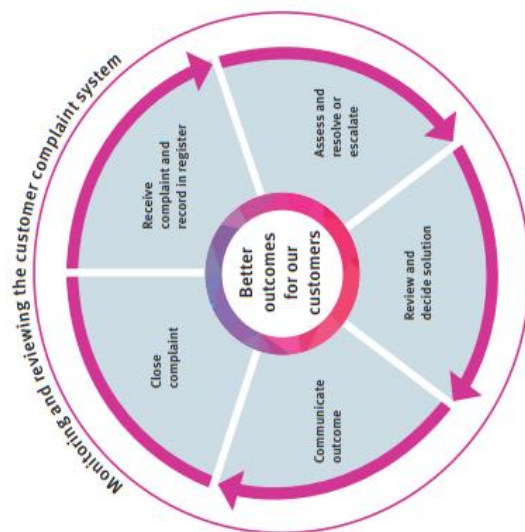 Monitoring and reviewing the customer complaint system
Receive
complaint and
record in register
Assess and
resolve or
escalate
Review and
decide solution
Communicate
outcome
Close
complaint
Better
outcomes
for our
customers